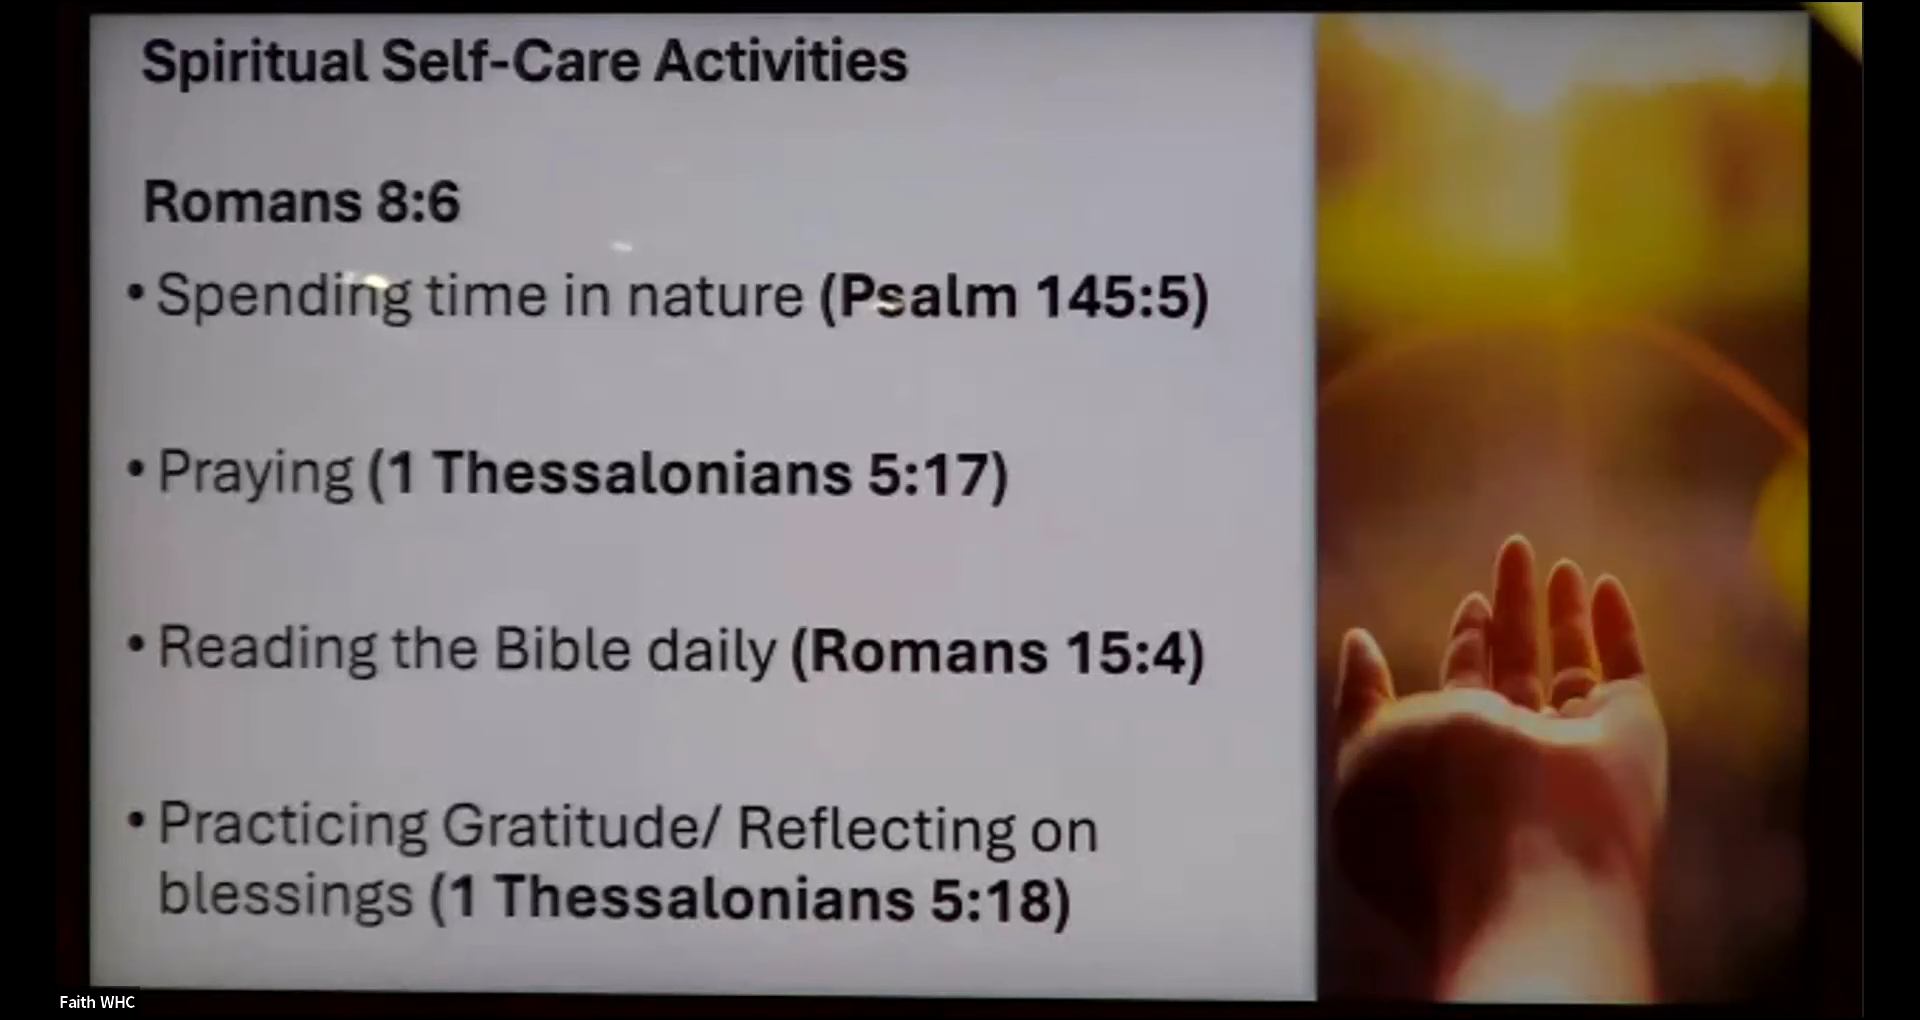 Spiritual Self-Care Activities
Romans 8:6
• Spending time in nature (Psalm 145:5)
• Praying (1 Thessalonians 5:17)
• Reading the Bible daily (Romans 15:4)
• Practicing Gratitude/ Reflecting on
blessings (1 Thessalonians 5:18)
Faith WHC